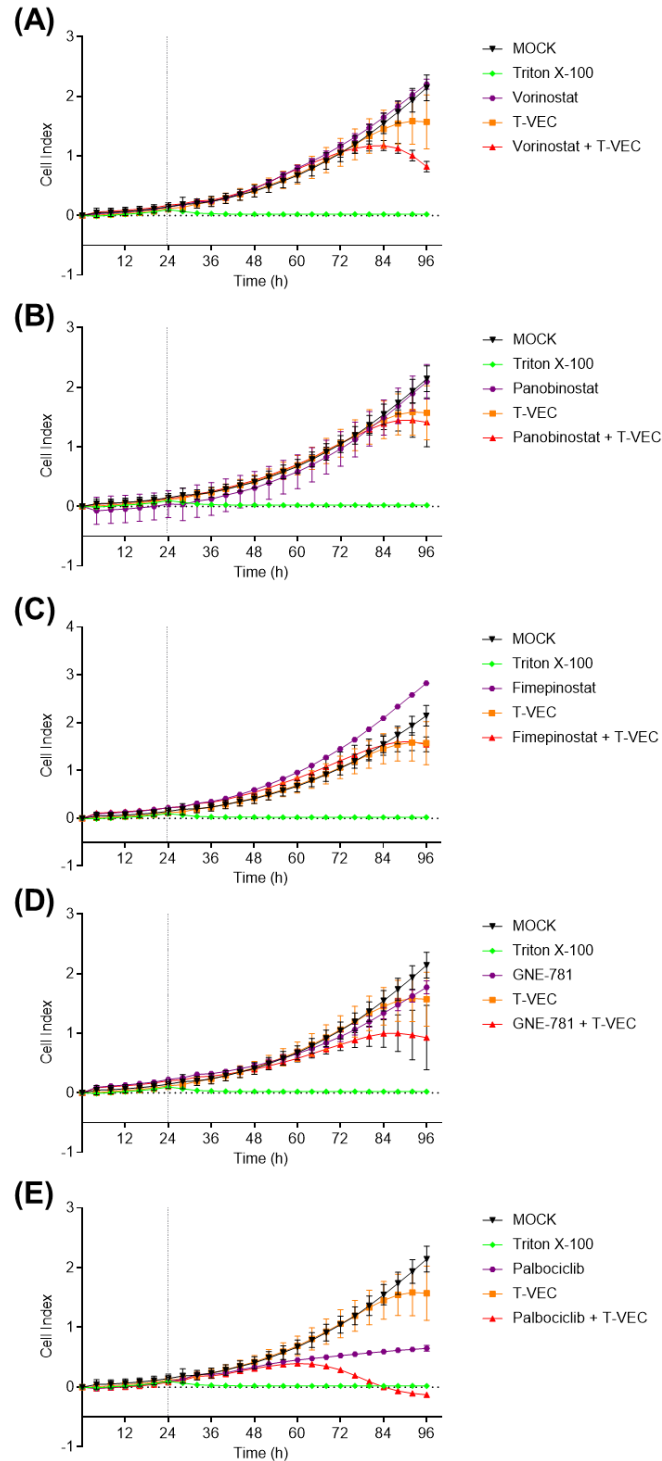 (A)
3
2
1
0
-1
Cell Index
12 24 36 48 60 72 84 96
Time (h)
MOCK
Triton X-100
Vorinostat
T-VEC
Vorinostat + T-VEC
(B)
3
2
1
0
-1
Cell Index
12 24 36 48 60 72 84 96
Time (h)
MOCK
Triton X-100
Panobinostat
T-VEC
Panobinostat + T-VEC
(C)
4
3
2
1
0
-1
Cell Index
12 24 36 48 60 72 84 96
Time (h)
MOCK
Triton X-100
Fimepinostat
T-VEC
Fimepinostat + T-VEC
(D)
3
2
1
0
-1
Cell Index
12 24 36 48 60 72 84 96
Time (h)
MOCK
Triton X-100
GNE-781
T-VEC
GNE-781 + T-VEC
(E)
3
2
1
0
-1
Cell Index
12 24 36 48 60 72 84 96
Time (h)
MOCK
Triton X-100
Palbociclib
T-VEC
Palbociclib + T-VEC